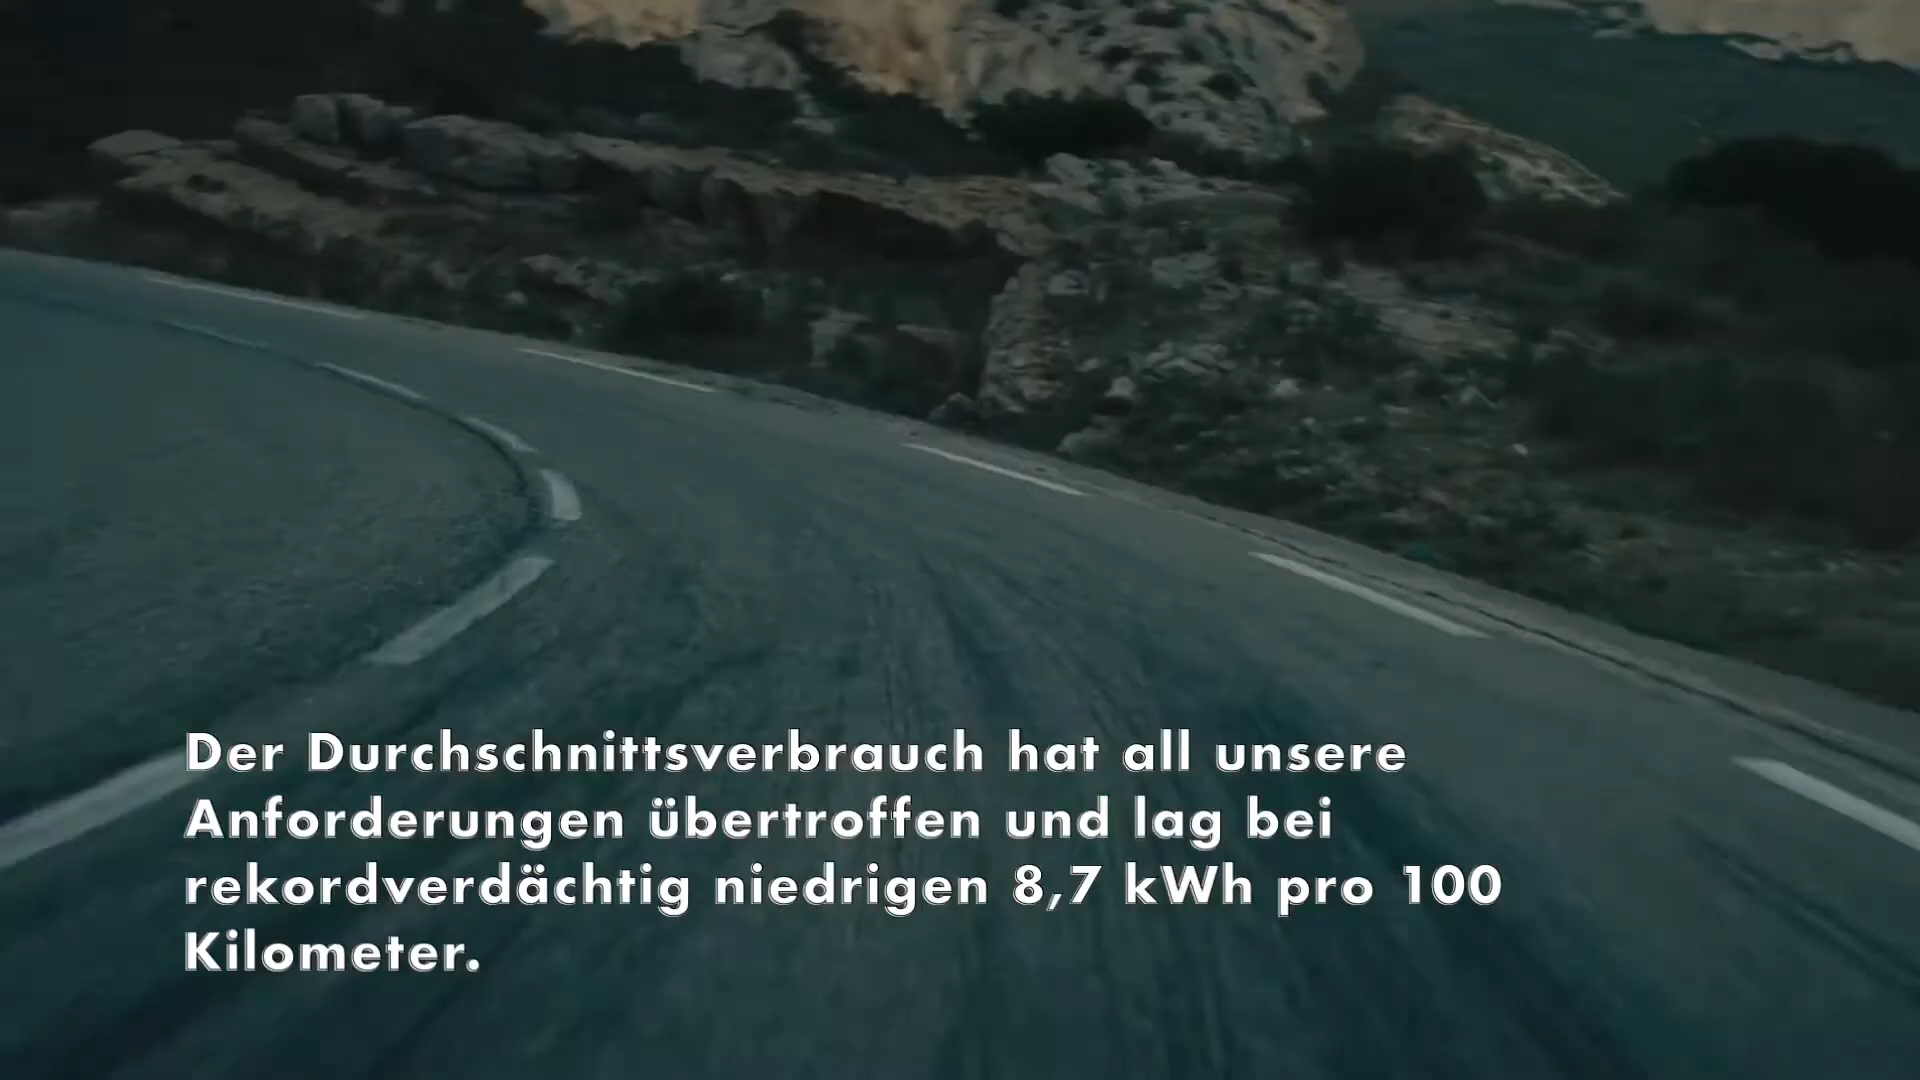 Der Durchschnittsverbrauch hat all unsere
Anforderungen übertroffen und lag bei
rekordverdächtig niedrigen 8,7 kWh pro 100
Kilometer.